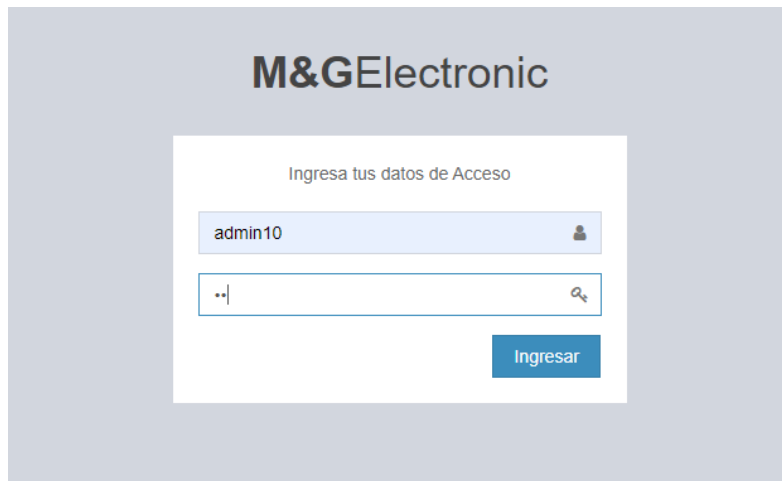 M&GElectronic
Ingresa tus datos de Acceso
admin10
••
Ingresar